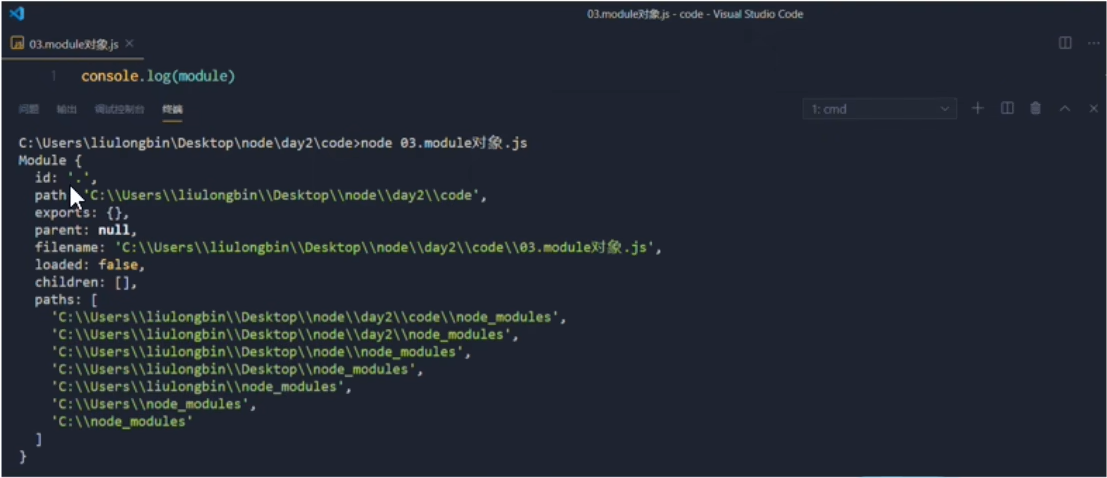 03.module对象.js - code - Visual Studio Code
03.module对象.js
1 console.log(module)
问题 输出 调试控制台 终端 1: cmd
C:\Users\liulongbin\Desktop\node\day2\code>node 03.module对象.js
Module {
id: '.',
path 'C:\\Users\\liulongbin\\Desktop\\node\\day2\\code',
exports: {},
parent: null,
filename: 'C:\\Users\\liulongbin\\Desktop\\node\\day2\\code\\03.module对象.js',
loaded: false,
children: [],
paths: [
'C:\\Users\\liulongbin\\Desktop\\node\\day2\\code\\node_modules',
'C:\\Users\\liulongbin\\Desktop\\node\\day2\\node_modules',
'C:\\Users\\liulongbin\\Desktop\\node\\node_modules',
'C:\\Users\\liulongbin\\Desktop\\node_modules',
'C:\\Users\\liulongbin\\node_modules',
'C:\\Users\\node_modules',
'C:\\node_modules'
]
}